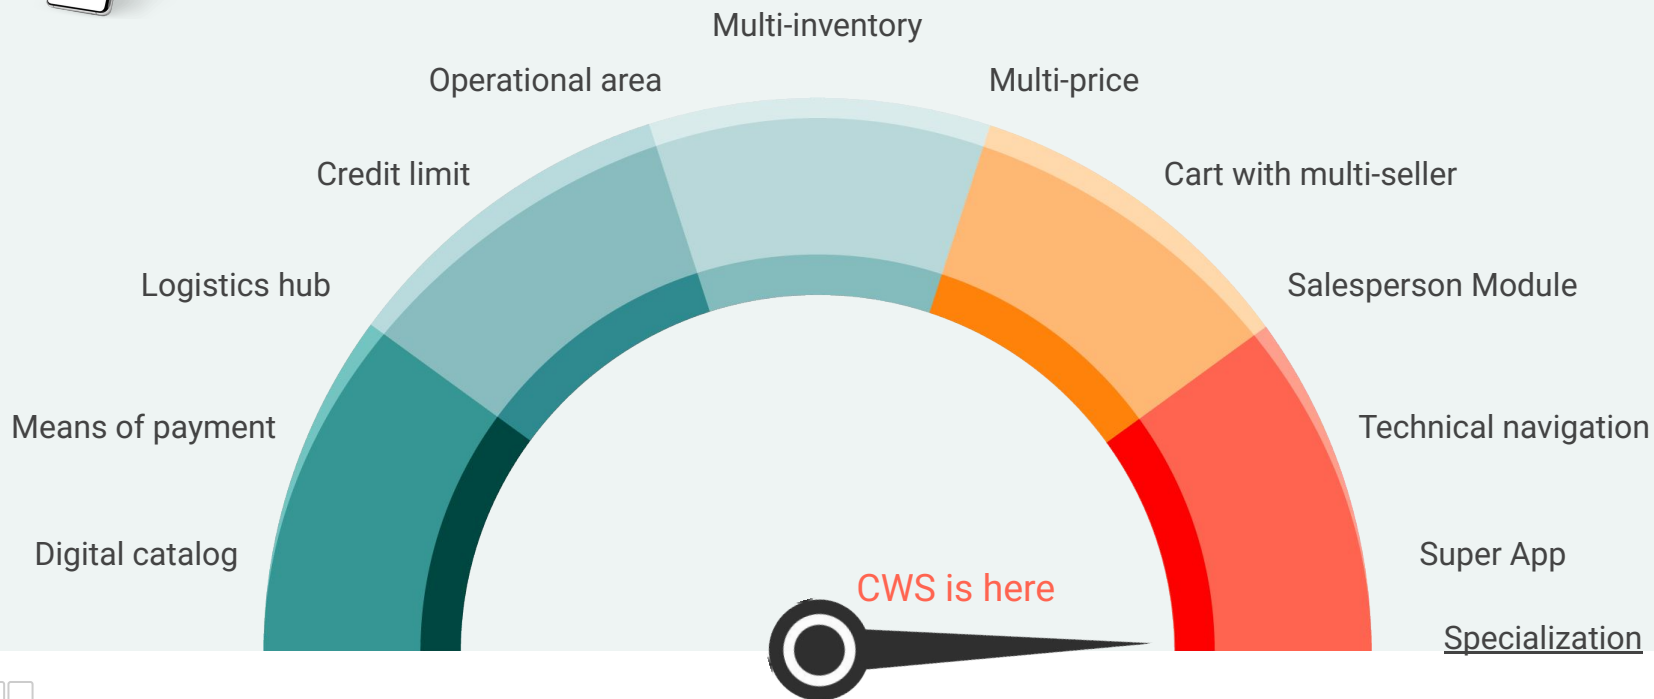 Multi-inventory
Operational area
Multi-price
Credit limit
Cart with multi-seller
Logistics hub
Salesperson Module
Means of payment
Technical navigation
Digital catalog
Super App
CWS is here
Specialization